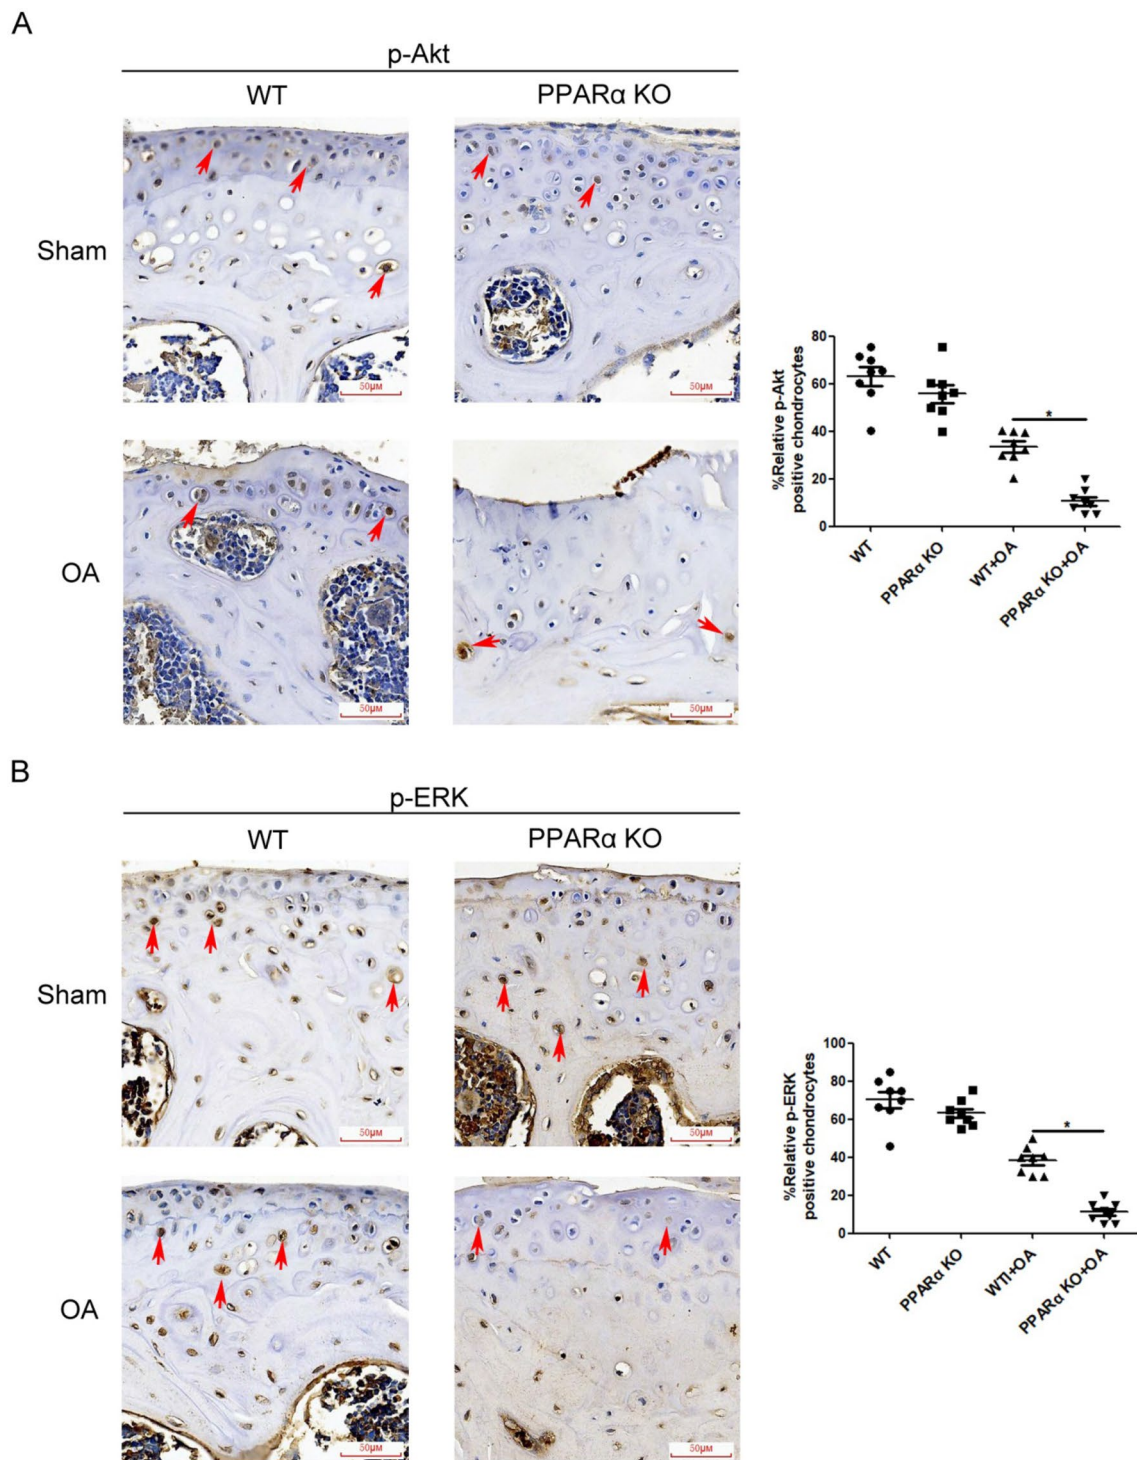 A
p-Akt
WT
PPARα KO
Sham
50μM
50μM
OA
50μM
50μM
%Relative p-Akt
positive chondrocytes
80
60
40
20
0
*
WT
PPARα KO
WT+OA
PPARα KO+OA
B
p-ERK
WT
PPARα KO
Sham
50μM
50μM
OA
50μM
50μM
%Relative p-ERK
positive chondrocytes
100
80
60
40
20
0
*
WT
PPARα KO
WTI+OA
PPARα KO+OA